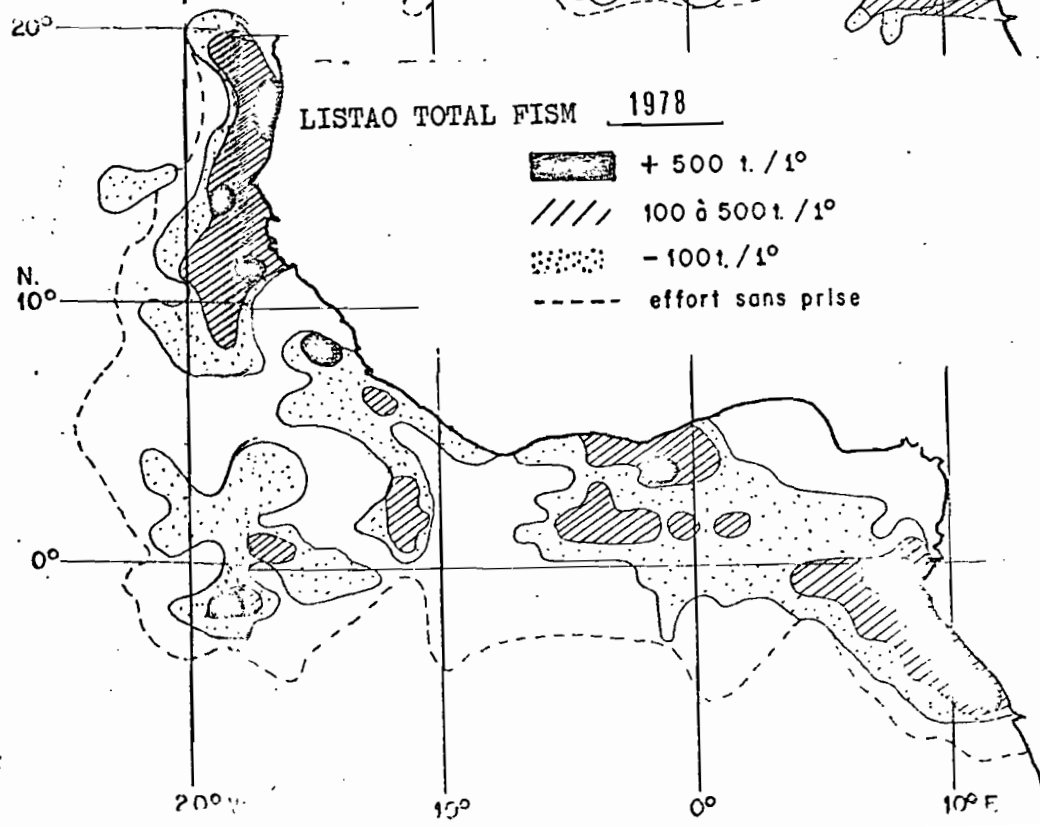 20°
LISTAO TOTAL FISM 1978
+ 500 t. / 1°
100 à 500 t. / 1°
- 100 t. / 1°
effort sans prise
N.
10°
0°
20° W.
10°
0°
10° E.